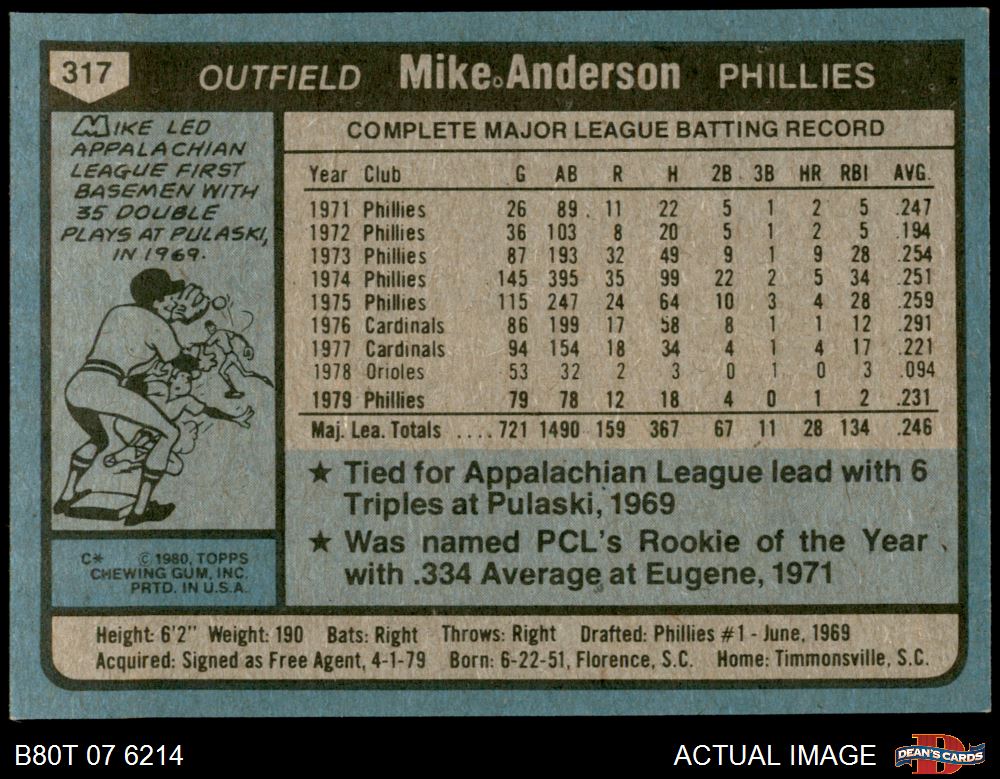 317 OUTFIELD Mike Anderson PHILLIES
MIKE LED
APPALACHIAN
LEAGUE FIRST
BASEMEN WITH
35 DOUBLE
PLAYS AT PULASKI,
IN 1969.
C* © 1980, TOPPS
CHEWING GUM, INC.
PRTD. IN U.S.A.
COMPLETE MAJOR LEAGUE BATTING RECORD
Year Club G AB R H 2B 3B HR RBI AVG.
1971 Phillies 26 89 11 22 5 1 2 5 .247
1972 Phillies 36 103 8 20 5 1 2 5 .194
1973 Phillies 87 193 32 49 9 1 9 28 .254
1974 Phillies 145 395 35 99 22 2 5 34 .251
1975 Phillies 115 247 24 64 10 3 4 28 .259
1976 Cardinals 86 199 17 58 8 1 1 12 .291
1977 Cardinals 94 154 18 34 4 1 4 17 .221
1978 Orioles 53 32 2 3 0 1 0 3 .094
1979 Phillies 79 78 12 18 4 0 1 2 .231
Maj. Lea. Totals .... 721 1490 159 367 67 11 28 134 .246
★ Tied for Appalachian League lead with 6
Triples at Pulaski, 1969
★ Was named PCL's Rookie of the Year
with .334 Average at Eugene, 1971
Height: 6'2" Weight: 190 Bats: Right Throws: Right Drafted: Phillies #1 - June, 1969
Acquired: Signed as Free Agent, 4-1-79 Born: 6-22-51, Florence, S.C. Home: Timmonsville, S.C.
B80T 07 6214 ACTUAL IMAGE D DEAN'S CARDS